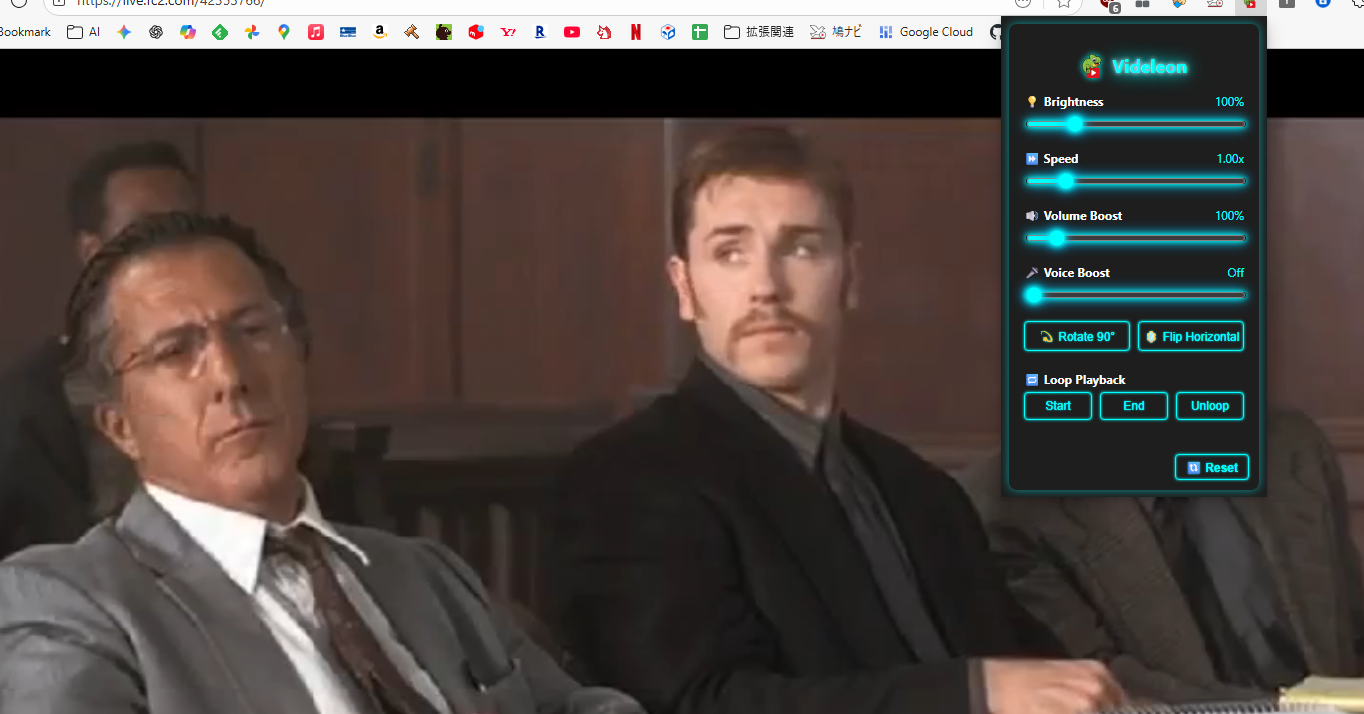 https://live.fc2.com/42353766/
6
Bookmark
AI
Y!
R
N
拡張関連
鳩ナビ
Google Cloud
Videleon
Brightness 100%
Speed 1.00x
Volume Boost 100%
Voice Boost Off
Rotate 90° Flip Horizontal
Loop Playback
Start End Unloop
Reset